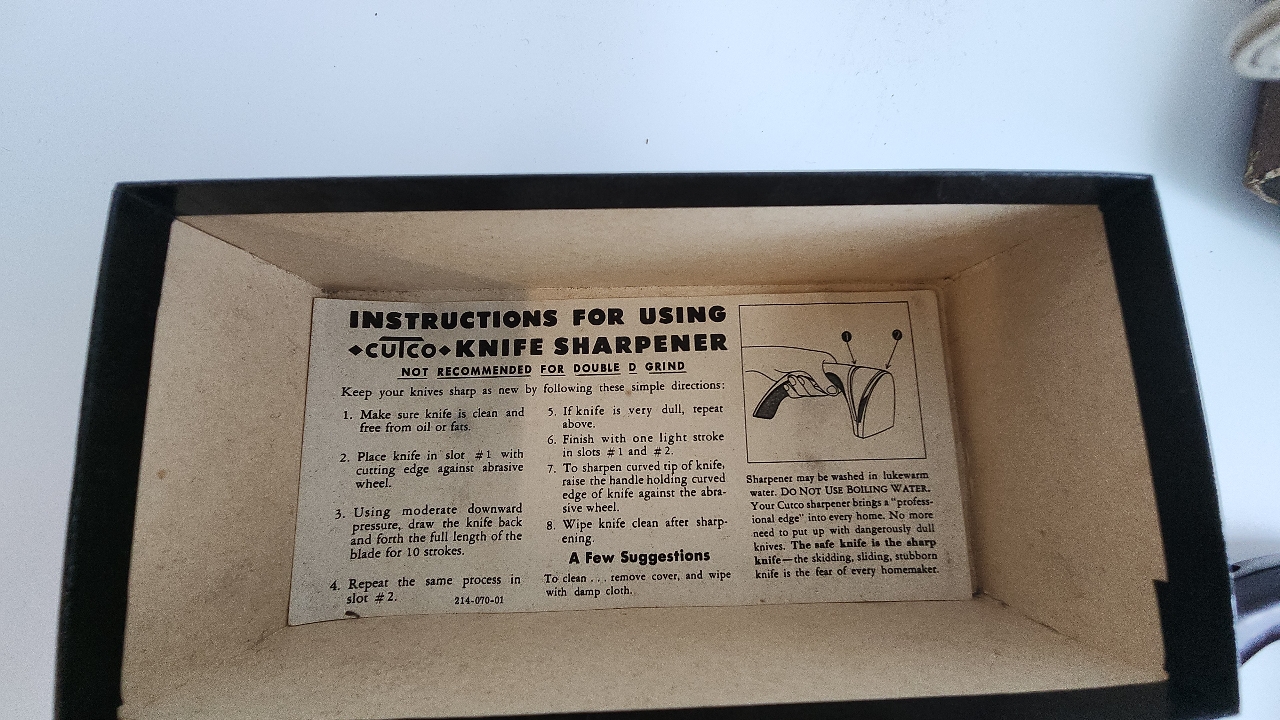 INSTRUCTIONS FOR USING
CUTCO KNIFE SHARPENER
NOT RECOMMENDED FOR DOUBLE D GRIND
Keep your knives sharp as new by following these simple directions:
1. Make sure knife is clean and
free from oil or fats.
2. Place knife in slot #1 with
cutting edge against abrasive
wheel.
3. Using moderate downward
pressure, draw the knife back
and forth the full length of the
blade for 10 strokes.
4. Repeat the same process in
slot #2.
214-070-01
5. If knife is very dull, repeat
above.
6. Finish with one light stroke
in slots #1 and #2.
7. To sharpen curved tip of knife,
raise the handle holding curved
edge of knife against the abra-
sive wheel.
8. Wipe knife clean after sharp-
ening.
A Few Suggestions
To clean . . . remove cover, and wipe
with damp cloth.
1 2
Sharpener may be washed in lukewarm
water. DO NOT USE BOILING WATER.
Your Cutco sharpener brings a "profess-
ional edge" into every home. No more
need to put up with dangerously dull
knives. The safe knife is the sharp
knife—the skidding, sliding, stubborn
knife is the fear of every homemaker.